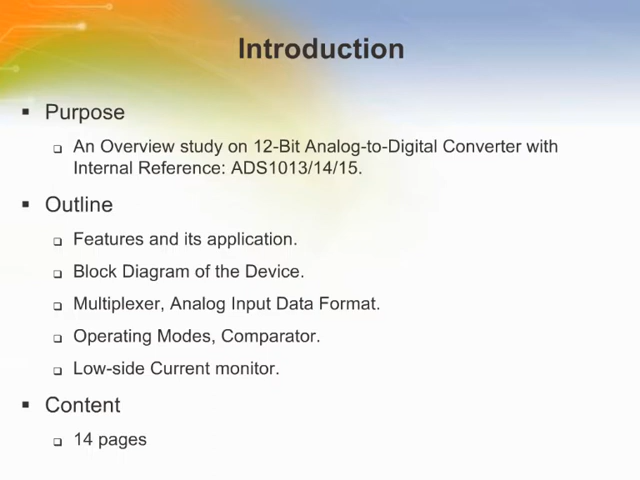 Introduction
▪ Purpose
❑ An Overview study on 12-Bit Analog-to-Digital Converter with
Internal Reference: ADS1013/14/15.
▪ Outline
❑ Features and its application.
❑ Block Diagram of the Device.
❑ Multiplexer, Analog Input Data Format.
❑ Operating Modes, Comparator.
❑ Low-side Current monitor.
▪ Content
❑ 14 pages